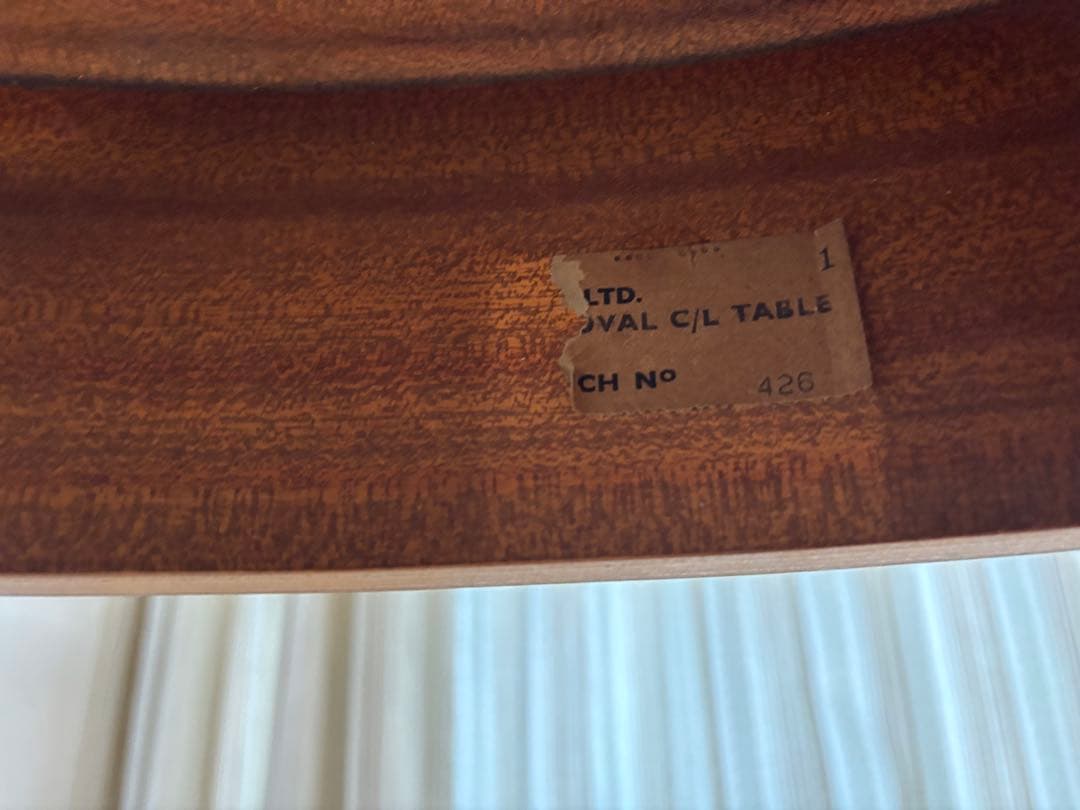 1
LTD.
OVAL C/L TABLE
CH Nº
426